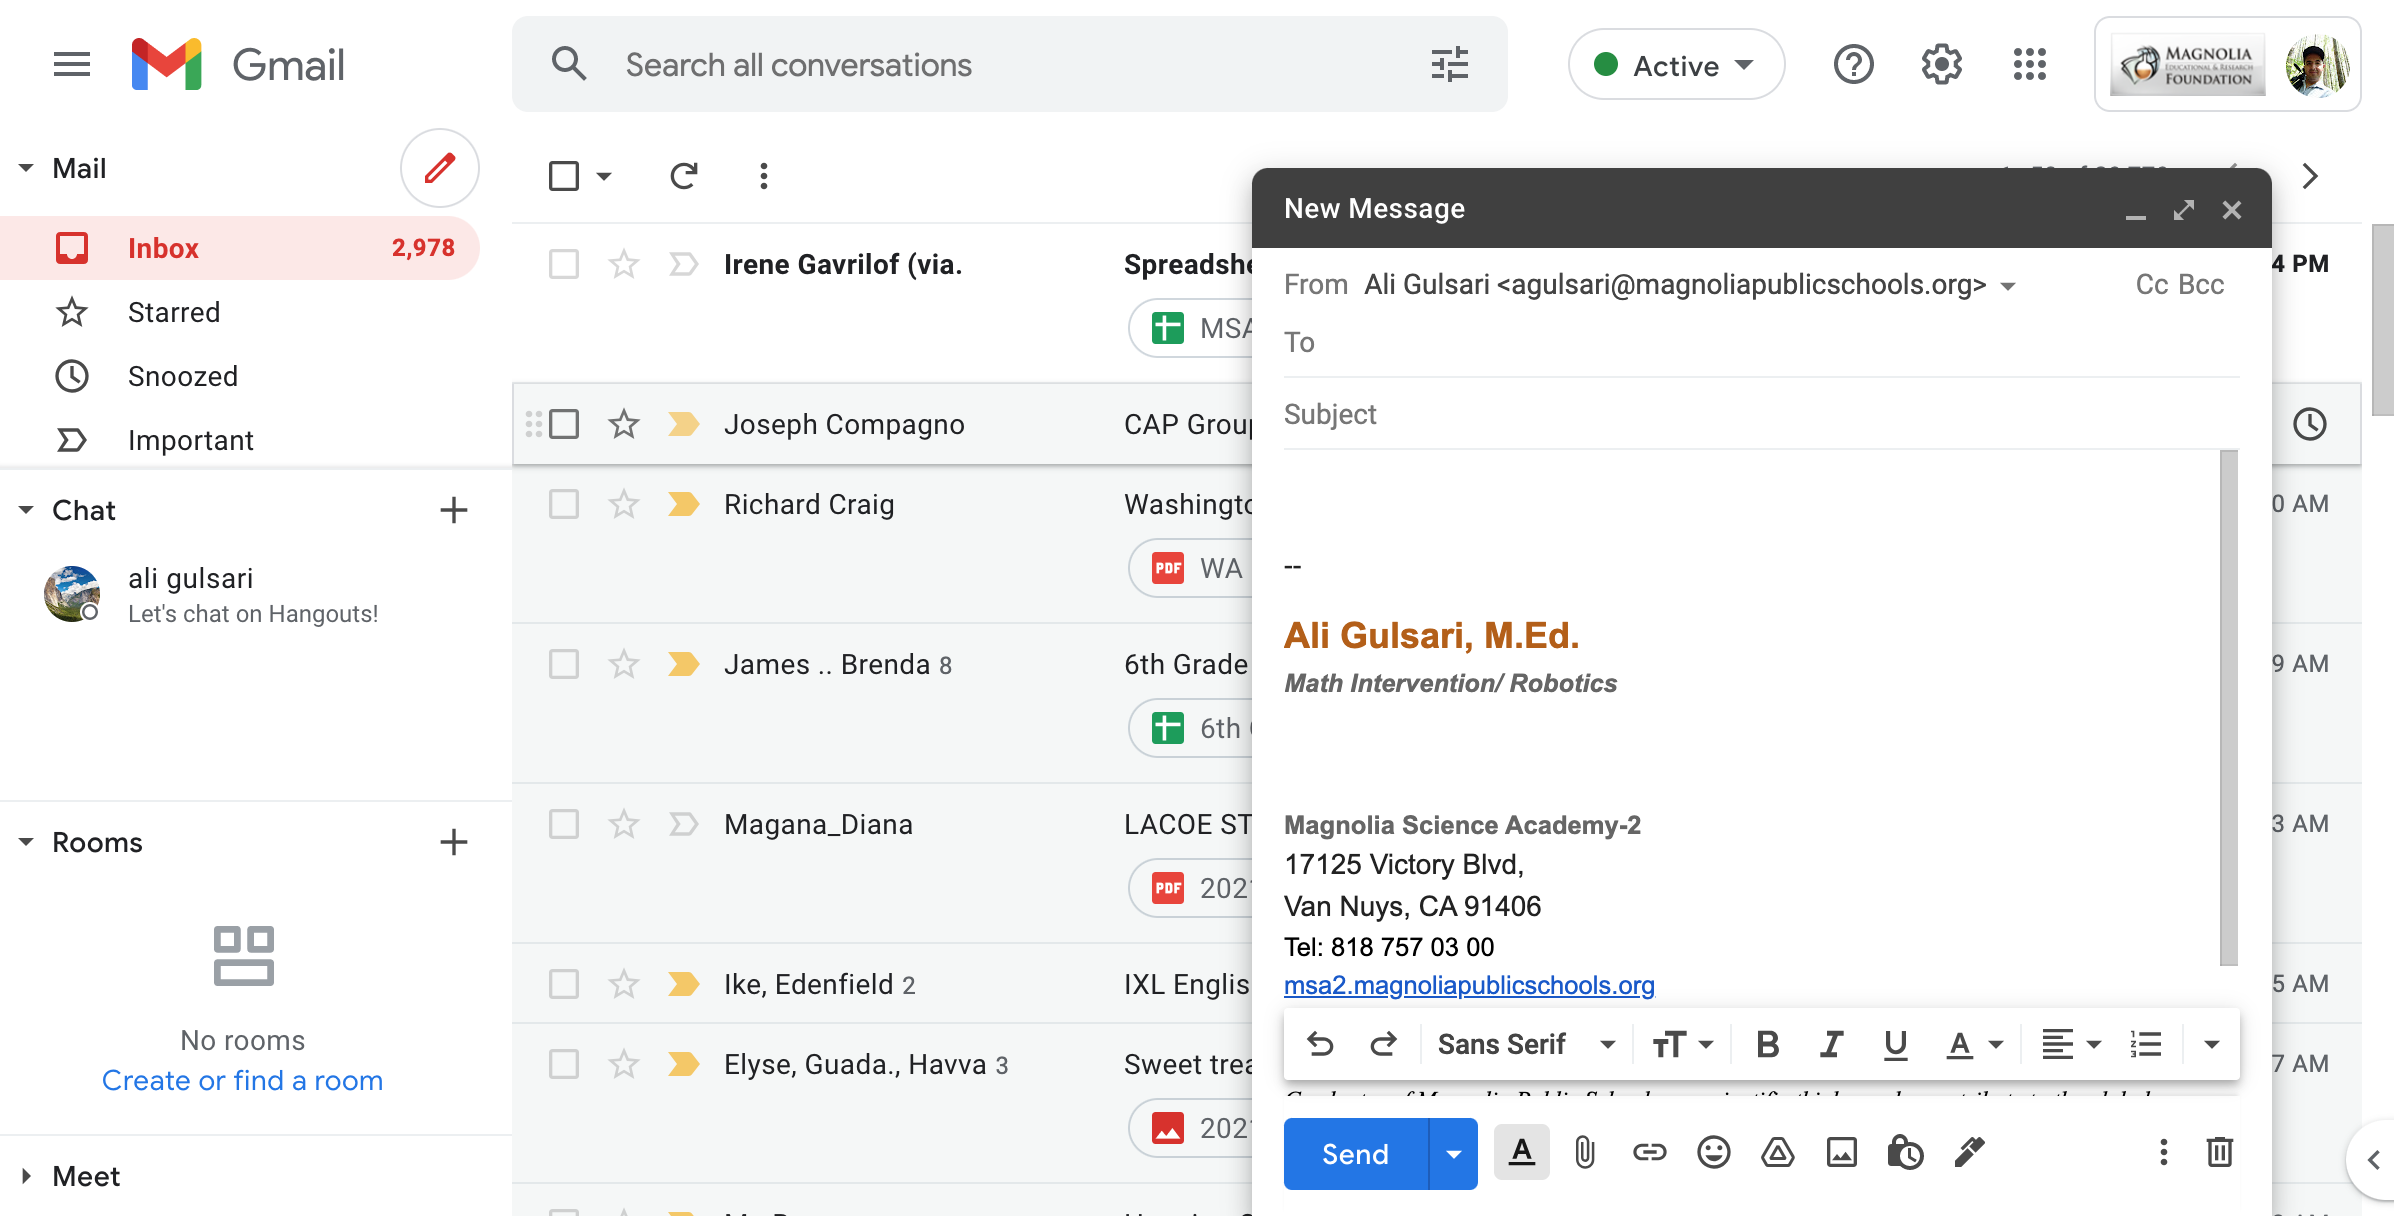 Gmail
Search all conversations
Active
MAGNOLIA
EDUCATIONAL & RESEARCH
FOUNDATION
Mail
Inbox 2,978
Starred
Snoozed
Important
Chat
ali gulsari
Let's chat on Hangouts!
Rooms
No rooms
Create or find a room
Meet
Irene Gavrilof (via. Spreadshe 4 PM
MSA
Joseph Compagno CAP Group
Richard Craig Washingto 0 AM
PDF WA
James .. Brenda 8 6th Grade 9 AM
6th
Magana_Diana LACOE ST 3 AM
PDF 202
Ike, Edenfield 2 IXL Englis 5 AM
Elyse, Guada., Havva 3 Sweet trea 7 AM
202
New Message
From Ali Gulsari <agulsari@magnoliapublicschools.org> Cc Bcc
To
Subject
--
Ali Gulsari, M.Ed.
Math Intervention/ Robotics
Magnolia Science Academy-2
17125 Victory Blvd,
Van Nuys, CA 91406
Tel: 818 757 03 00
msa2.magnoliapublicschools.org
Sans Serif
Send